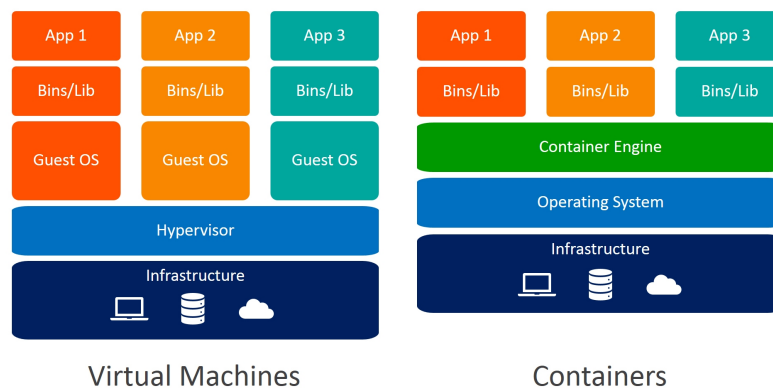 App 1
App 2
App 3
Bins/Lib
Bins/Lib
Bins/Lib
Guest OS
Guest OS
Guest OS
Hypervisor
Infrastructure
Virtual Machines
App 1
App 2
App 3
Bins/Lib
Bins/Lib
Bins/Lib
Container Engine
Operating System
Infrastructure
Containers